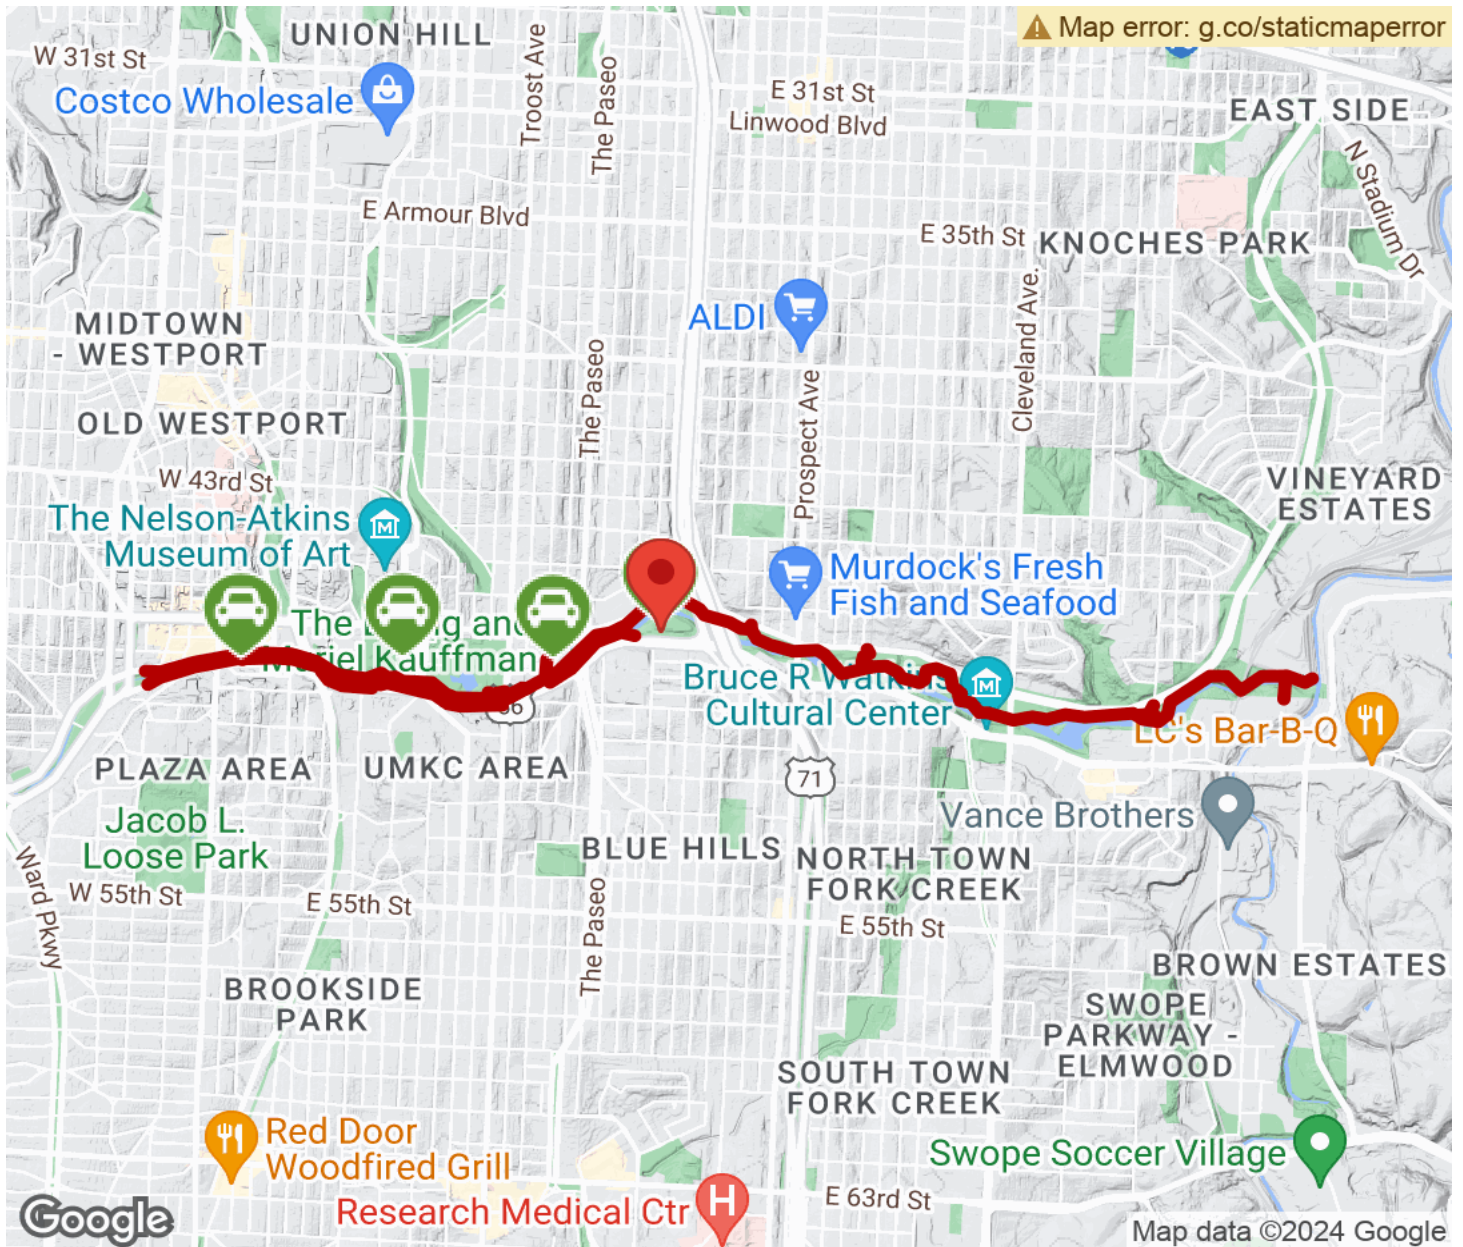 Map error: g.co/staticmaperror
UNION HILL
W 31st St
Costco Wholesale
Troost Ave
The Paseo
E 31st St
Linwood Blvd
EAST SIDE
N Stadium Dr
E Armour Blvd
E 35th St
KNOCHES PARK
Cleveland Ave.
ALDI
MIDTOWN
- WESTPORT
The Paseo
Prospect Ave
OLD WESTPORT
W 43rd St
VINEYARD
ESTATES
The Nelson-Atkins
Museum of Art
Murdock's Fresh
Fish and Seafood
The
and
Kauffman
Bruce R
Cultural Center
LC's Bar-B-Q
PLAZA AREA
UMKC AREA
71
Vance Brothers
Jacob L.
Loose Park
BLUE HILLS
NORTH TOWN
FORK CREEK
Ward Pkwy
W 55th St
E 55th St
The Paseo
E 55th St
BROOKSIDE
PARK
BROWN ESTATES
SWOPE
PARKWAY -
ELMWOOD
SOUTH TOWN
FORK CREEK
Red Door
Woodfired Grill
Swope Soccer Village
Research Medical Ctr
H
E 63rd St
Google
Map data ©2024 Google